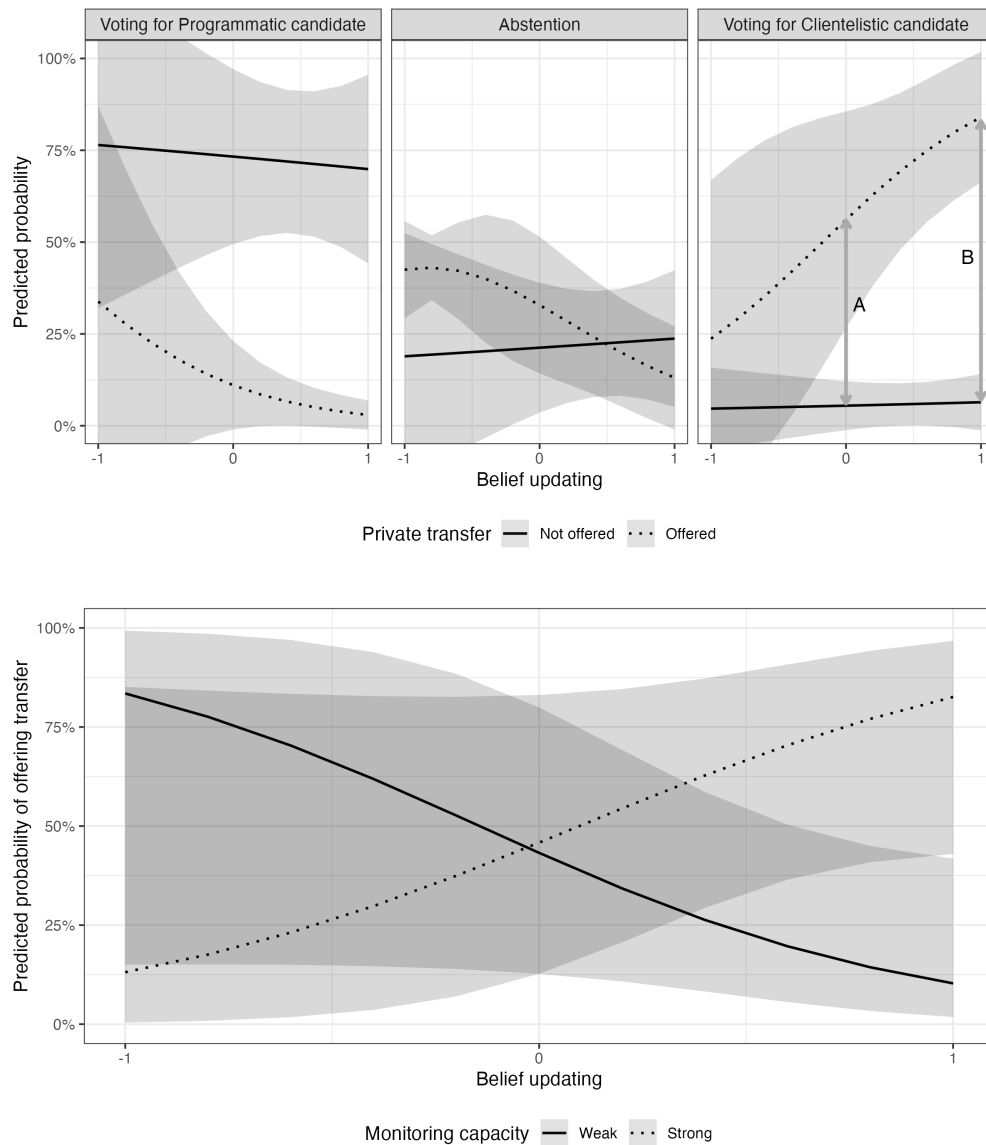 Voting for Programmatic candidate
Abstention
Voting for Clientelistic candidate
Predicted probability
100%
75%
50%
25%
0%
A
B
-1 0 1 -1 0 1 -1 0 1
Belief updating
Private transfer Not offered Offered
Predicted probability of offering transfer
100%
75%
50%
25%
0%
-1 0 1
Belief updating
Monitoring capacity Weak Strong